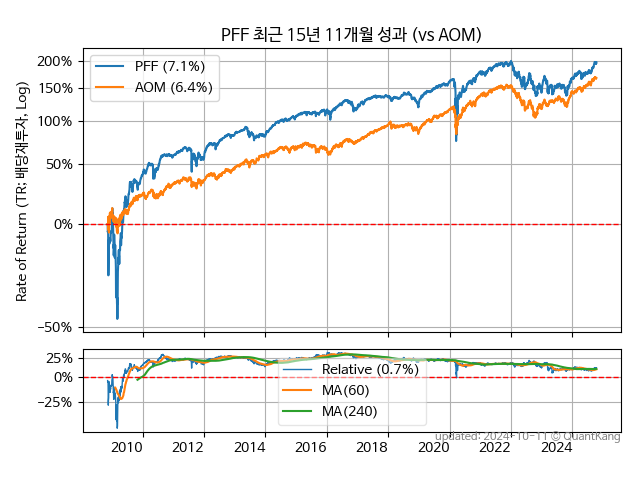 PFF 최근 15년 11개월 성과 (vs AOM)
Rate of Return (TR; 배당재투자, Log)
200%
150%
100%
50%
0%
−50%
PFF (7.1%)
AOM (6.4%)
25%
0%
−25%
Relative (0.7%)
MA(60)
MA(240)
updated: 2024-10-11 © QuantKang
2010 2012 2014 2016 2018 2020 2022 2024